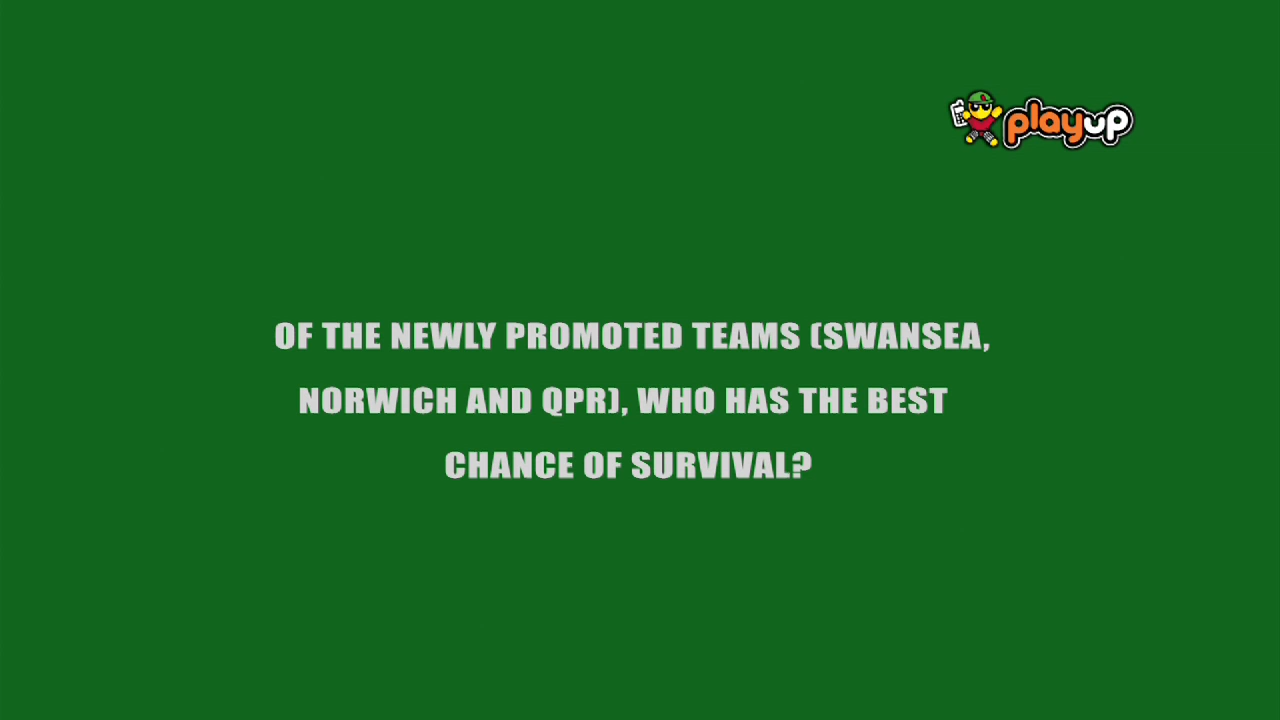 playup
OF THE NEWLY PROMOTED TEAMS (SWANSEA,
NORWICH AND QPR), WHO HAS THE BEST
CHANCE OF SURVIVAL?